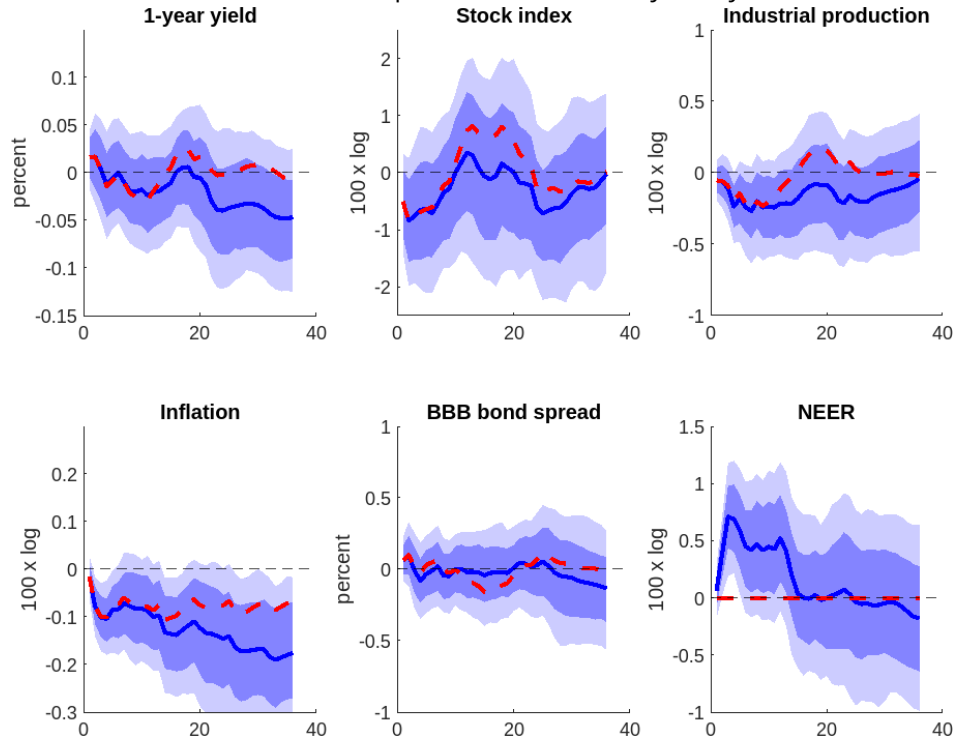 1-year yield
Stock index
Industrial production
percent
0.1
0.05
0
-0.05
-0.1
-0.15
0 20 40
100 x log
2
1
0
-1
-2
0 20 40
100 x log
1
0.5
0
-0.5
-1
0 20 40
Inflation
BBB bond spread
NEER
100 x log
0.2
0.1
0
-0.1
-0.2
-0.3
0 20 40
percent
1
0.5
0
-0.5
-1
0 20 40
100 x log
1.5
1
0.5
0
-0.5
-1
0 20 40